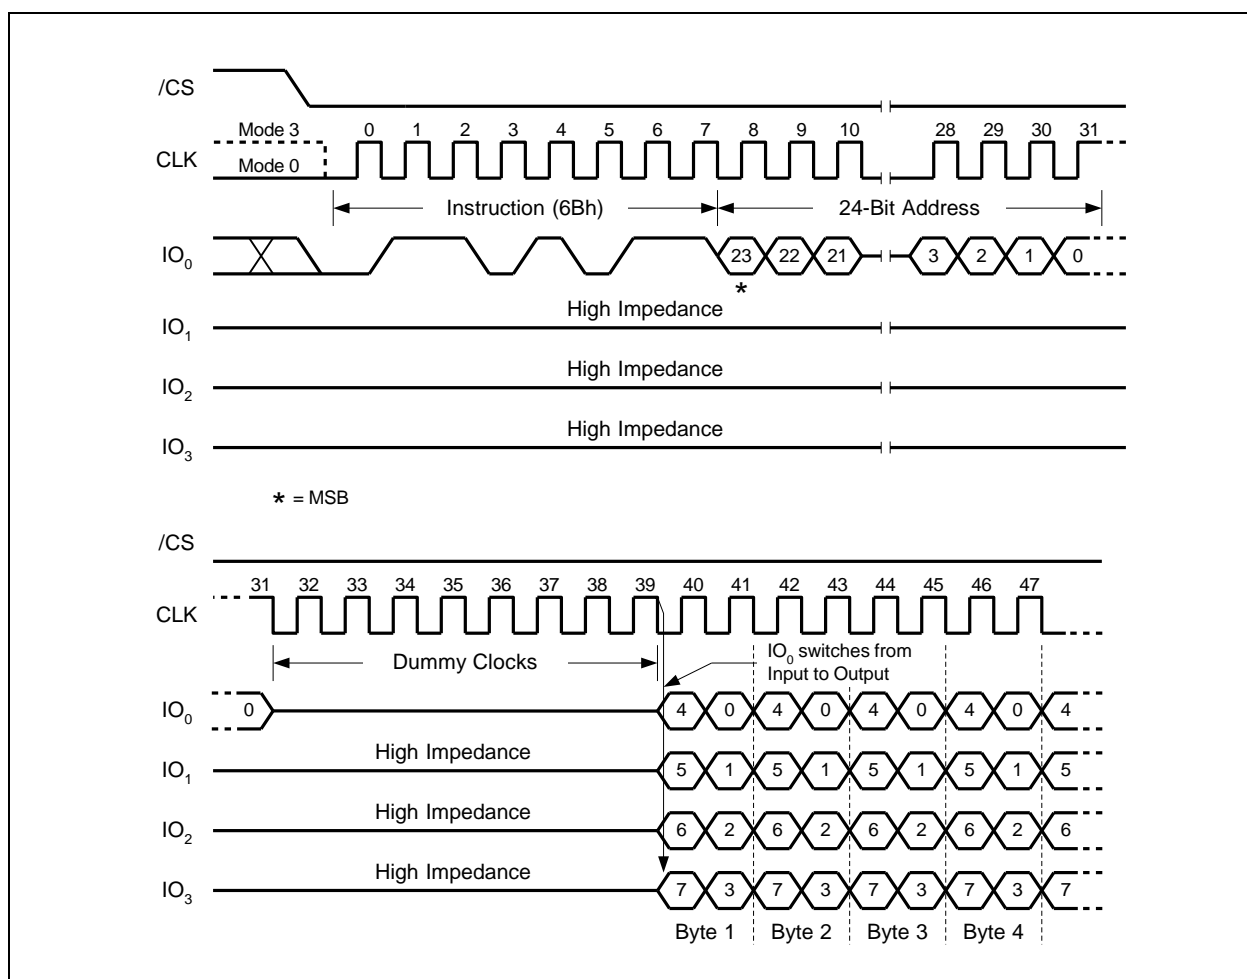 /CS
Mode 3 0 1 2 3 4 5 6 7 8 9 10 28 29 30 31
CLK Mode 0
Instruction (6Bh) 24-Bit Address
IO0 23 22 21 3 2 1 0
*
High Impedance
IO1
High Impedance
IO2
High Impedance
IO3
* = MSB
/CS
31 32 33 34 35 36 37 38 39 40 41 42 43 44 45 46 47
CLK
Dummy Clocks IO0 switches from
Input to Output
IO0 0 4 0 4 0 4 0 4 0 4
High Impedance
IO1 5 1 5 1 5 1 5 1 5
High Impedance
IO2 6 2 6 2 6 2 6 2 6
High Impedance
IO3 7 3 7 3 7 3 7 3 7
Byte 1 Byte 2 Byte 3 Byte 4